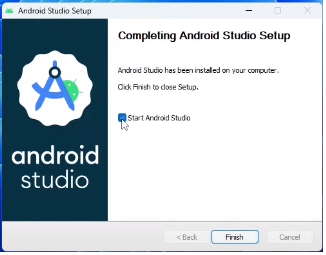 Android Studio Setup
Completing Android Studio Setup
Android Studio has been installed on your computer.
Click Finish to close Setup.
Start Android Studio
android
studio
< Back
Finish
Cancel